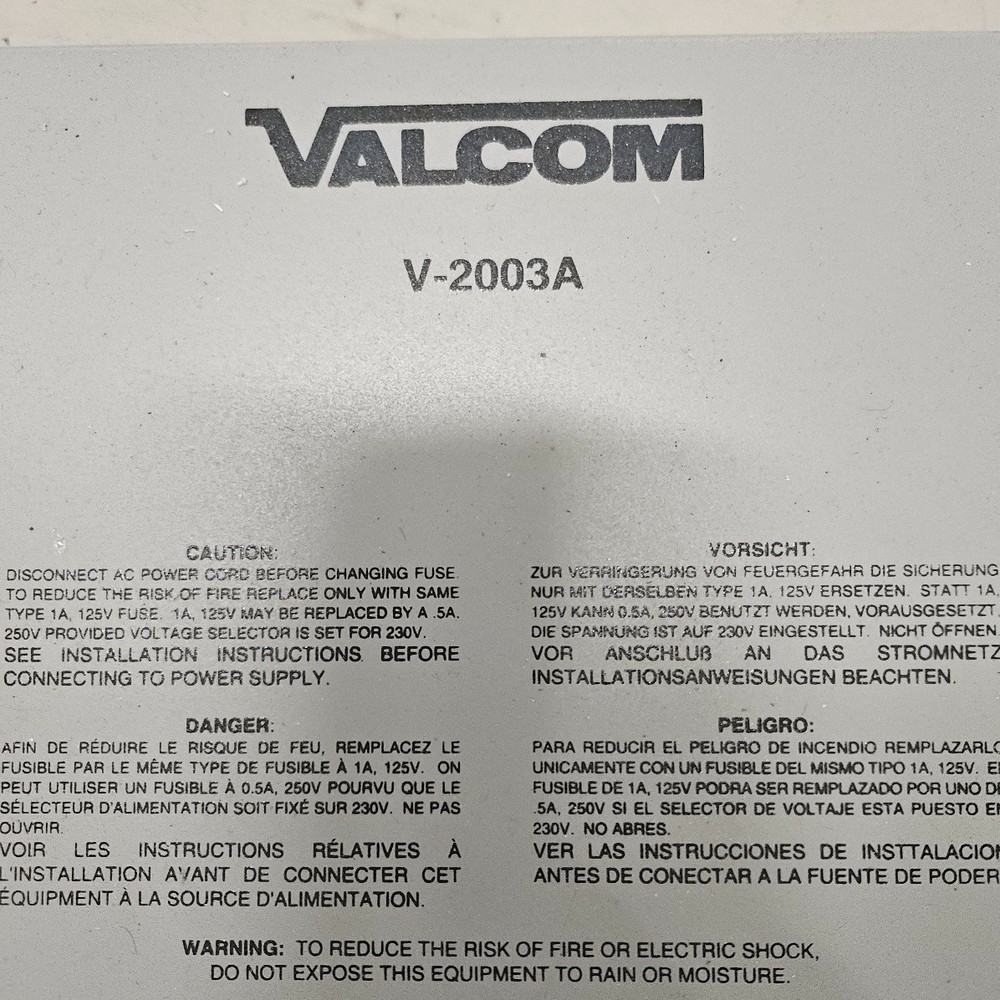 VALCOM
V-2003A
CAUTION:
DISCONNECT AC POWER CORD BEFORE CHANGING FUSE.
TO REDUCE THE RISK OF FIRE REPLACE ONLY WITH SAME
TYPE 1A, 125V FUSE. 1A, 125V MAY BE REPLACED BY A .5A.
250V PROVIDED VOLTAGE SELECTOR IS SET FOR 230V.
SEE INSTALLATION INSTRUCTIONS BEFORE
CONNECTING TO POWER SUPPLY.
VORSICHT:
ZUR VERRINGERUNG VON FEUERGEFAHR DIE SICHERUNG
NUR MIT DERSELBEN TYPE 1A, 125V ERSETZEN. STATT 1A,
125V KANN 0.5A, 250V BENUTZT WERDEN, VORAUSGESETZT,
DIE SPANNUNG IST AUF 230V EINGESTELLT. NICHT ÖFFNEN.
VOR ANSCHLUß AN DAS STROMNETZ
INSTALLATIONSANWEISUNGEN BEACHTEN.
DANGER:
AFIN DE RÉDUIRE LE RISQUE DE FEU, REMPLACEZ LE
FUSIBLE PAR LE MÊME TYPE DE FUSIBLE À 1A, 125V. ON
PEUT UTILISER UN FUSIBLE À 0.5A, 250V POURVU QUE LE
SÉLECTEUR D'ALIMENTATION SOIT FIXÉ SUR 230V. NE PAS
OUVRIR.
VOIR LES INSTRUCTIONS RÉLATIVES À
L'INSTALLATION AVANT DE CONNECTER CET
ÉQUIPMENT À LA SOURCE D'ALIMENTATION.
PELIGRO:
PARA REDUCIR EL PELIGRO DE INCENDIO REMPLAZARLO
UNICAMENTE CON UN FUSIBLE DEL MISMO TIPO 1A, 125V. E
FUSIBLE DE 1A, 125V PODRA SER REMPLAZADO POR UNO DE
.5A, 250V SI EL SELECTOR DE VOLTAJE ESTA PUESTO E
230V. NO ABRES.
VER LAS INSTRUCCIONES DE INSTTALACION
ANTES DE CONECTAR A LA FUENTE DE PODER
WARNING: TO REDUCE THE RISK OF FIRE OR ELECTRIC SHOCK,
DO NOT EXPOSE THIS EQUIPMENT TO RAIN OR MOISTURE.